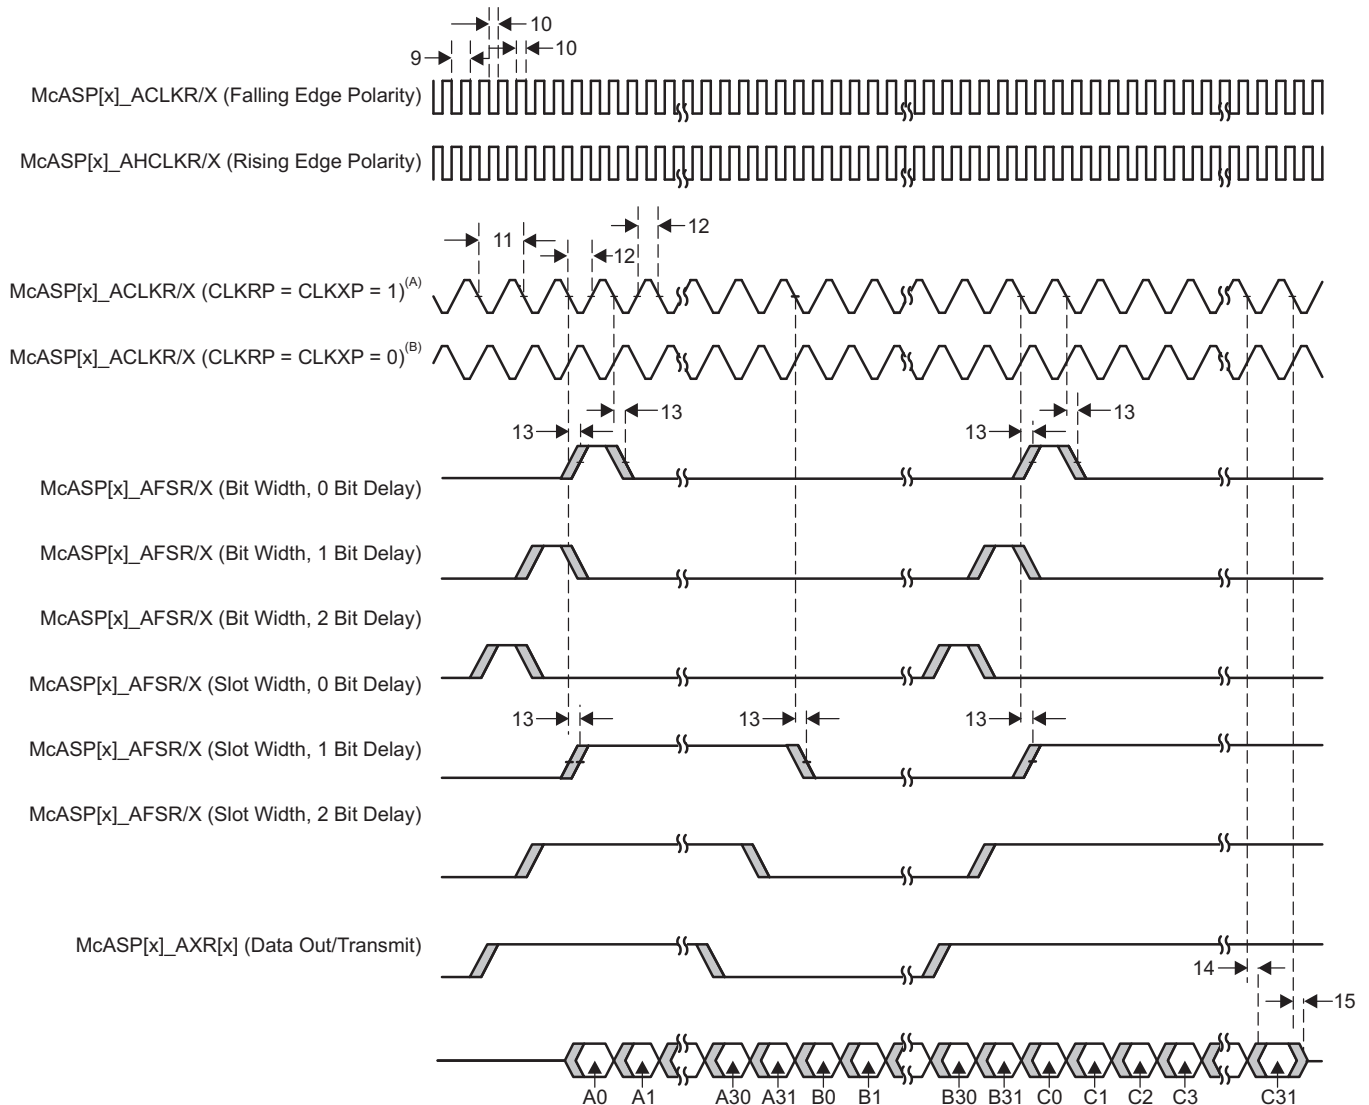 10
9 10
McASP[x]_ACLKR/X (Falling Edge Polarity)
McASP[x]_AHCLKR/X (Rising Edge Polarity)
12
11
12
McASP[x]_ACLKR/X (CLKRP = CLKXP = 1)(A)
McASP[x]_ACLKR/X (CLKRP = CLKXP = 0)(B)
13 13
13 13
McASP[x]_AFSR/X (Bit Width, 0 Bit Delay)
McASP[x]_AFSR/X (Bit Width, 1 Bit Delay)
McASP[x]_AFSR/X (Bit Width, 2 Bit Delay)
McASP[x]_AFSR/X (Slot Width, 0 Bit Delay)
13 13 13
McASP[x]_AFSR/X (Slot Width, 1 Bit Delay)
McASP[x]_AFSR/X (Slot Width, 2 Bit Delay)
McASP[x]_AXR[x] (Data Out/Transmit)
14
15
A0 A1 A30 A31 B0 B1 B30 B31 C0 C1 C2 C3 C31